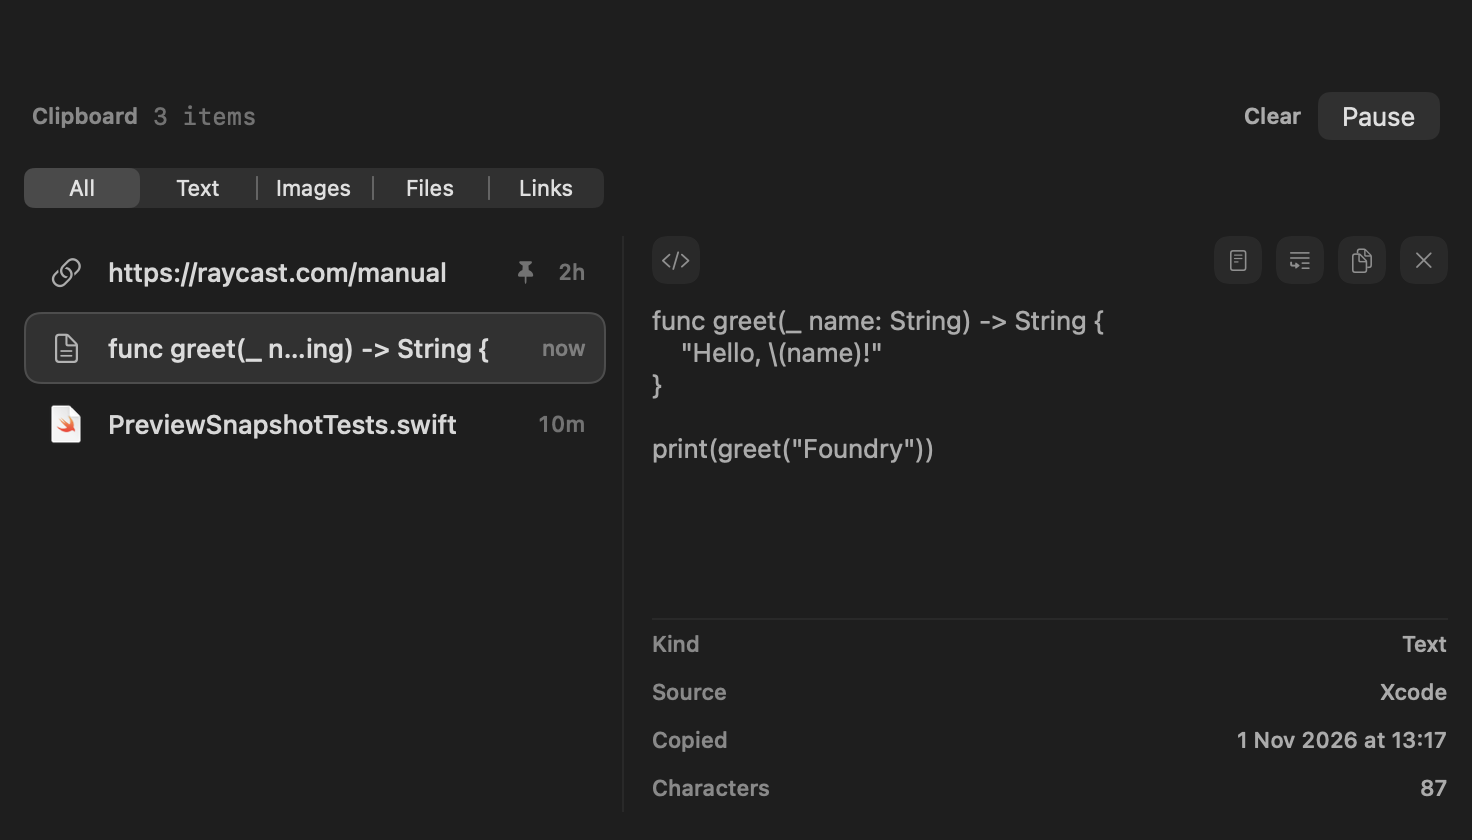 Clipboard 3 items
Clear
Pause
All
Text
Images
Files
Links
https://raycast.com/manual
2h
func greet(_ n...ing) -> String {
now
PreviewSnapshotTests.swift
10m
</>
func greet(_ name: String) -> String {
    "Hello, \(name)!"
}
print(greet("Foundry"))
Kind
Text
Source
Xcode
Copied
1 Nov 2026 at 13:17
Characters
87